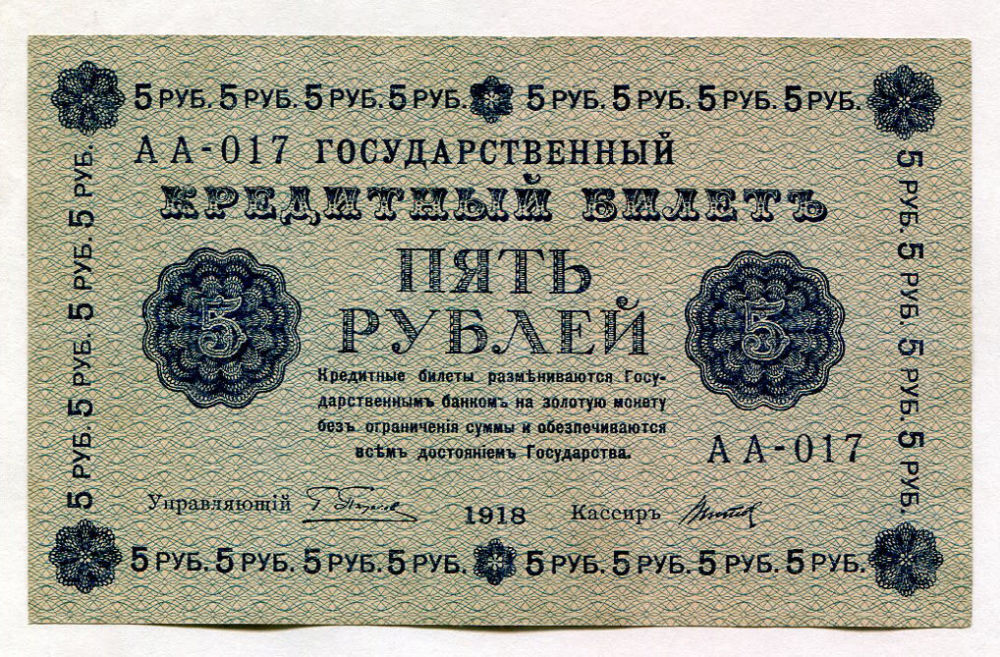 5 РУБ. 5 РУБ. 5 РУБ. 5 РУБ. 5 РУБ. 5 РУБ. 5 РУБ. 5 РУБ.
АА-017 ГОСУДАРСТВЕННЫЙ
КРЕДИТНЫЙ БИЛЕТЪ
5 ПЯТЬ 5
РУБЛЕЙ
Кредитные билеты размѣниваются Госу-
дарственнымъ банкомъ на золотую монету
безъ ограниченія суммы и обезпечиваются
всѣмъ достояніемъ Государства.
АА-017
Управляющій 1918 Кассиръ
5 РУБ. 5 РУБ. 5 РУБ. 5 РУБ. 5 РУБ. 5 РУБ. 5 РУБ. 5 РУБ.
5 РУБ. 5 РУБ. 5 РУБ. 5 РУБ.
5 РУБ. 5 РУБ. 5 РУБ. 5 РУБ.